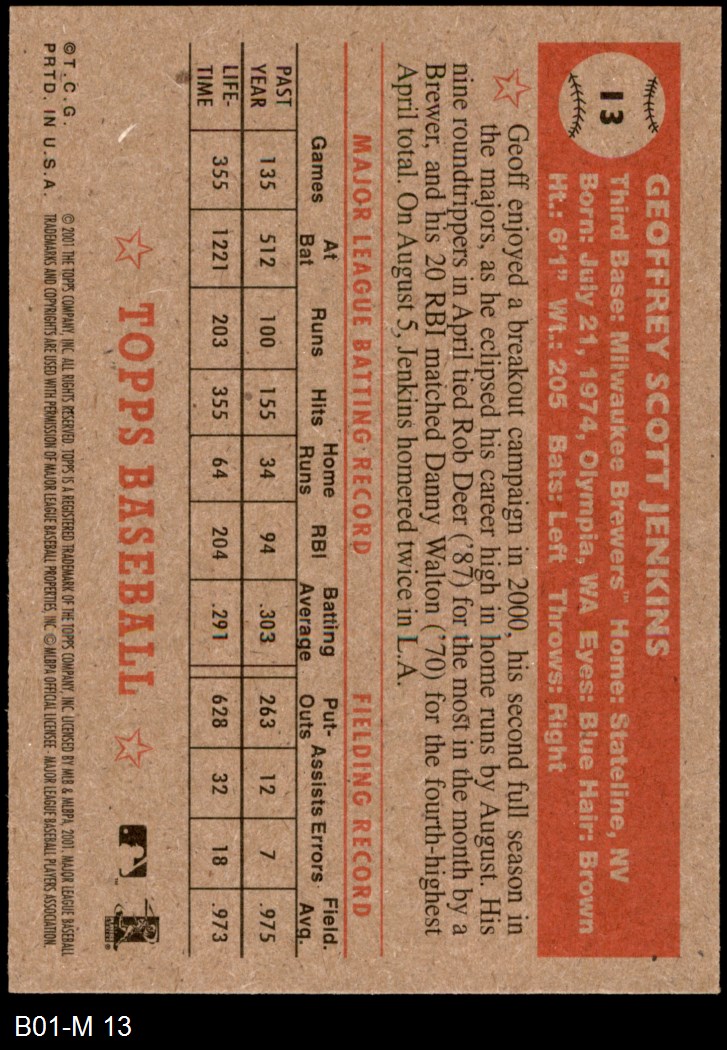 13
GEOFFREY SCOTT JENKINS
Third Base: Milwaukee Brewers™ Home: Stateline, NV
Born: July 21, 1974, Olympia, WA Eyes: Blue Hair: Brown
Ht.: 6'1" Wt.: 205 Bats: Left Throws: Right
Geoff enjoyed a breakout campaign in 2000, his second full season in
the majors, as he eclipsed his career high in home runs by August. His
nine roundtrippers in April tied Rob Deer ('87) for the most in the month by a
Brewer, and his 20 RBI matched Danny Walton ('70) for the fourth-highest
April total. On August 5, Jenkins homered twice in L.A.
MAJOR LEAGUE BATTING RECORD FIELDING RECORD
Games At Bat Runs Hits Home Runs RBI Batting Average Put-Outs Assists Errors Field. Avg.
PAST YEAR 135 512 100 155 34 94 .303 263 12 7 .975
LIFE-TIME 355 1221 203 355 64 204 .291 628 32 18 .973
TOPPS BASEBALL
©T.C.G.
PRTD. IN U.S.A.
© 2001 THE TOPPS COMPANY, INC. ALL RIGHTS RESERVED. TOPPS IS A REGISTERED TRADEMARK OF THE TOPPS COMPANY, INC. LICENSED BY MLB & MLBPA, 2001. MAJOR LEAGUE BASEBALL
TRADEMARKS AND COPYRIGHTS ARE USED WITH PERMISSION OF MAJOR LEAGUE BASEBALL PROPERTIES, INC. © MLBPA OFFICIAL LICENSEE - MAJOR LEAGUE BASEBALL PLAYERS ASSOCIATION.
B01-M 13